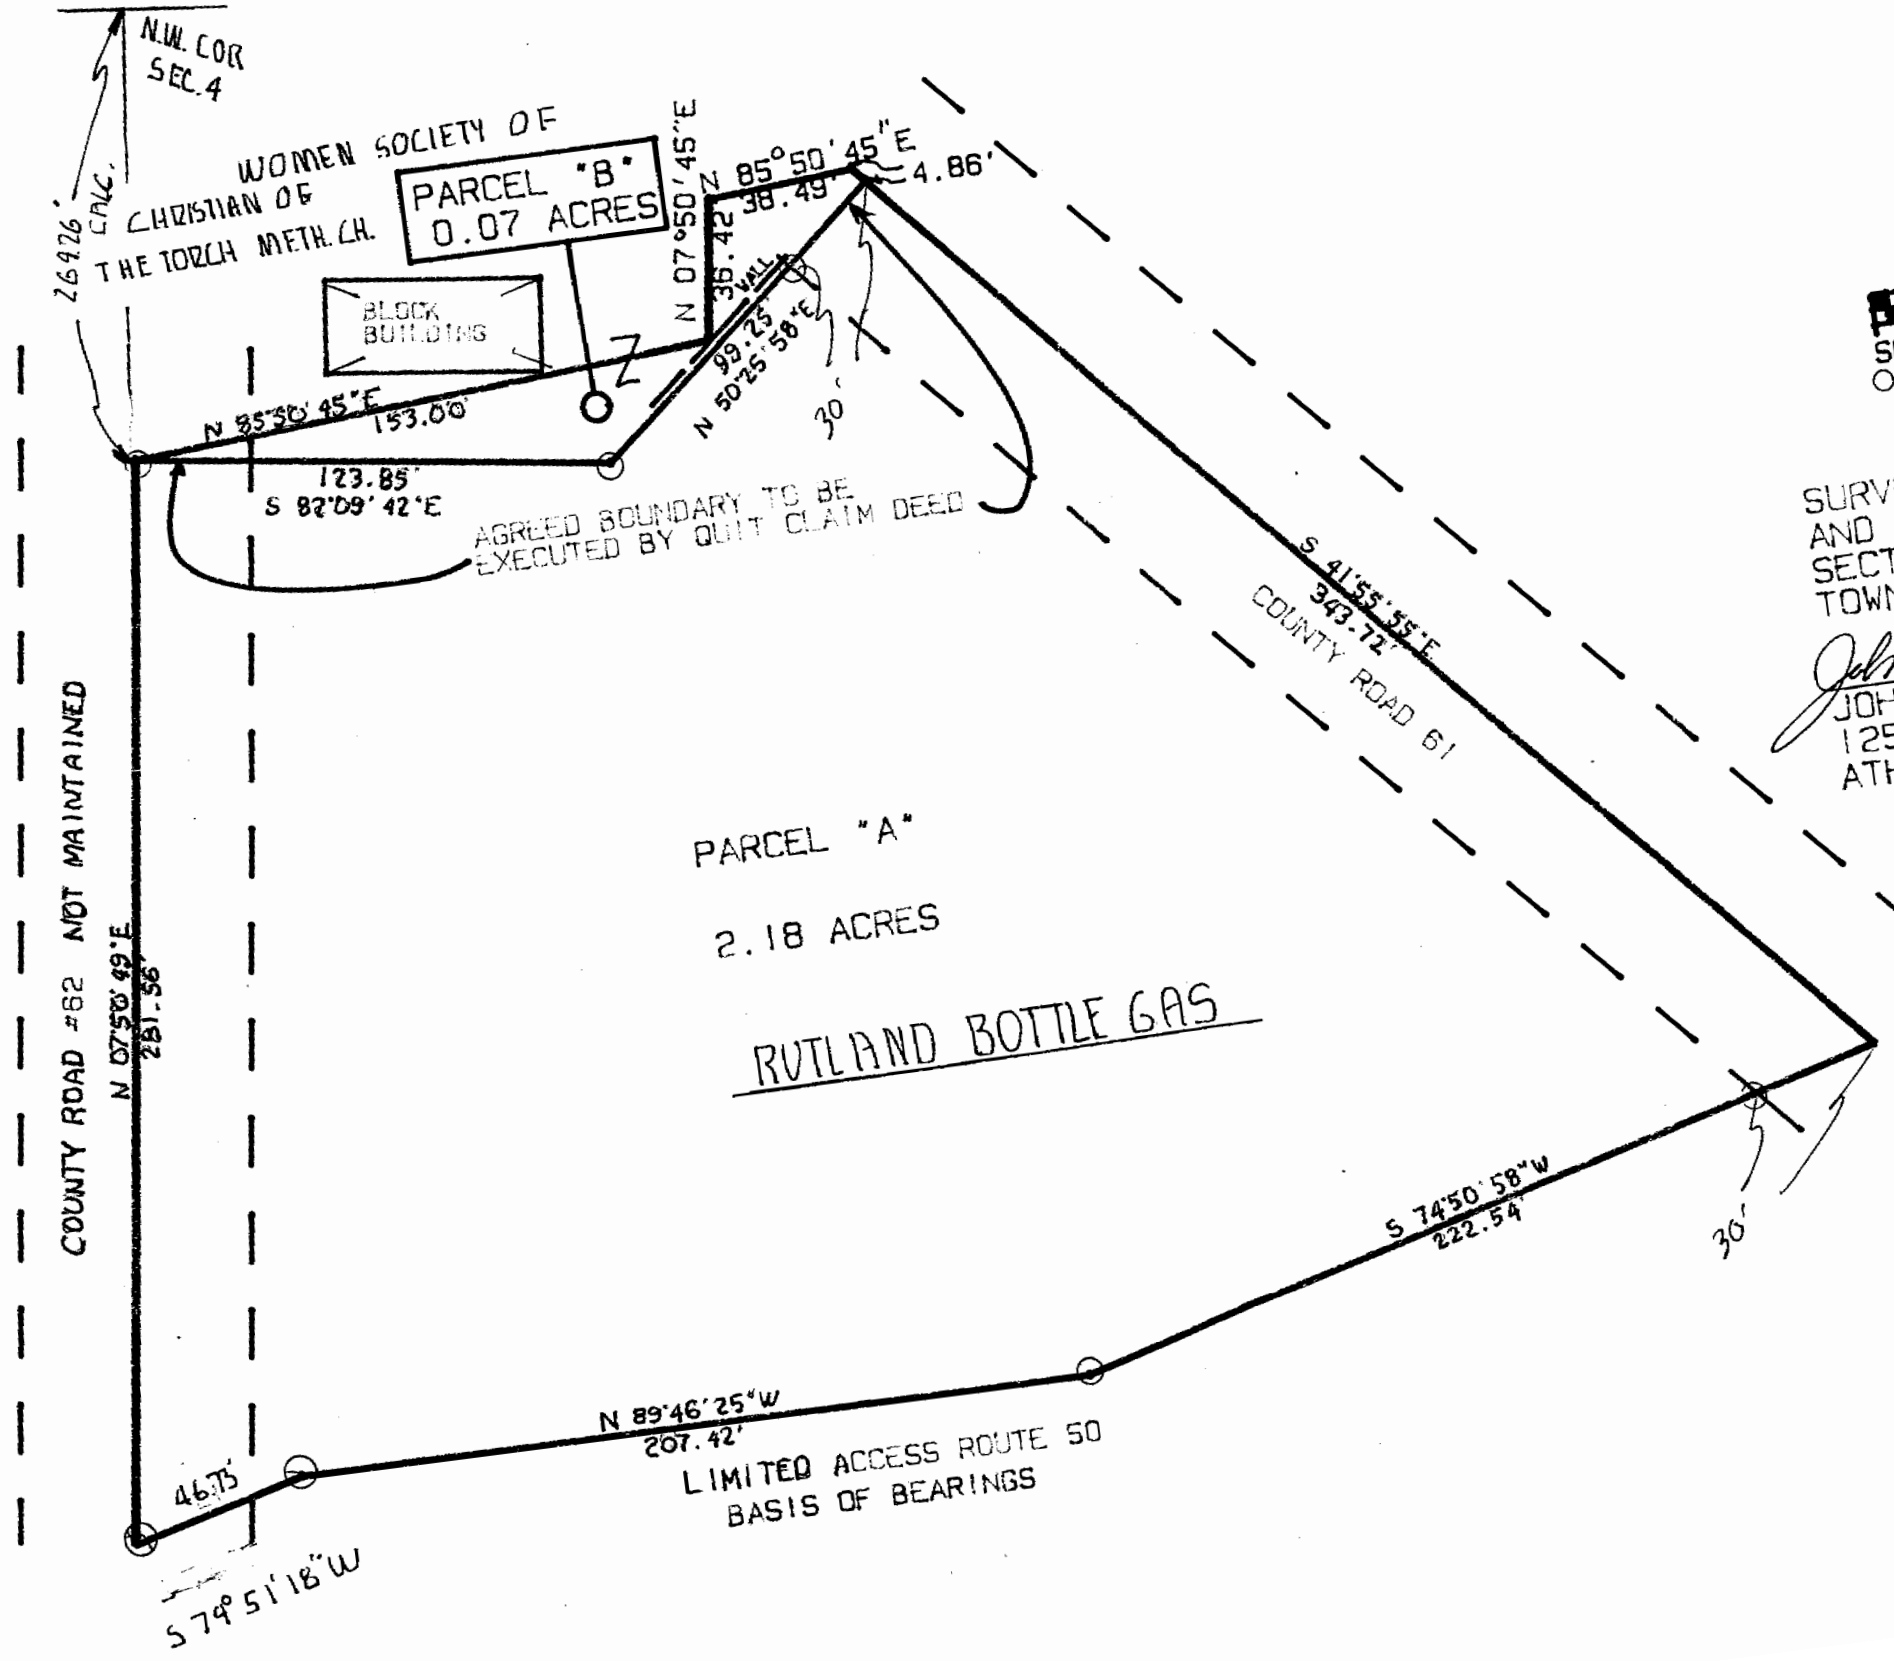 N.W. COR
SEC. 4
2649.26'
CALC.
WOMEN SOCIETY OF
CHRISTIAN OF
THE TORCH METH. CH.
PARCEL "B"
0.07 ACRES
BLOCK
BUILDING
N 07°50'45"E
36.42'
N 85°50'45"E
38.49'
4.86'
WALL
99.25'
N 50°25'58"E
30'
Z
N 85°50'45"E
153.00'
123.85'
S 82°09'42"E
AGREED BOUNDARY TO BE
EXECUTED BY QUIT CLAIM DEED
S 41°55'55"E
343.72'
COUNTY ROAD 61
SURV
AND
SECT
TOWN
JOH
125
ATH
COUNTY ROAD #62 NOT MAINTAINED
N 07°50'49"E
281.56'
PARCEL "A"
2.18 ACRES
RUTLAND BOTTLE GAS
S 74°50'58"W
222.54'
30'
N 89°46'25"W
207.42'
LIMITED ACCESS ROUTE 50
BASIS OF BEARINGS
46.73'
S 74°51'18"W